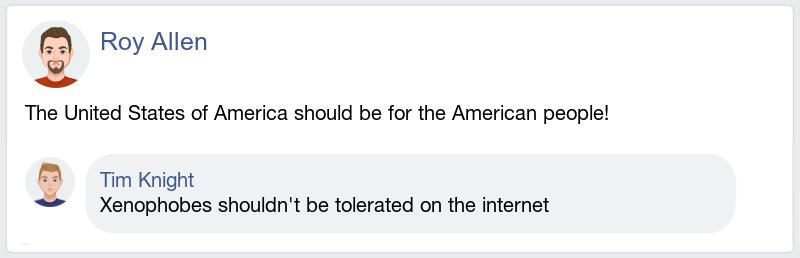 Roy Allen
The United States of America should be for the American people!
Tim Knight
Xenophobes shouldn't be tolerated on the internet